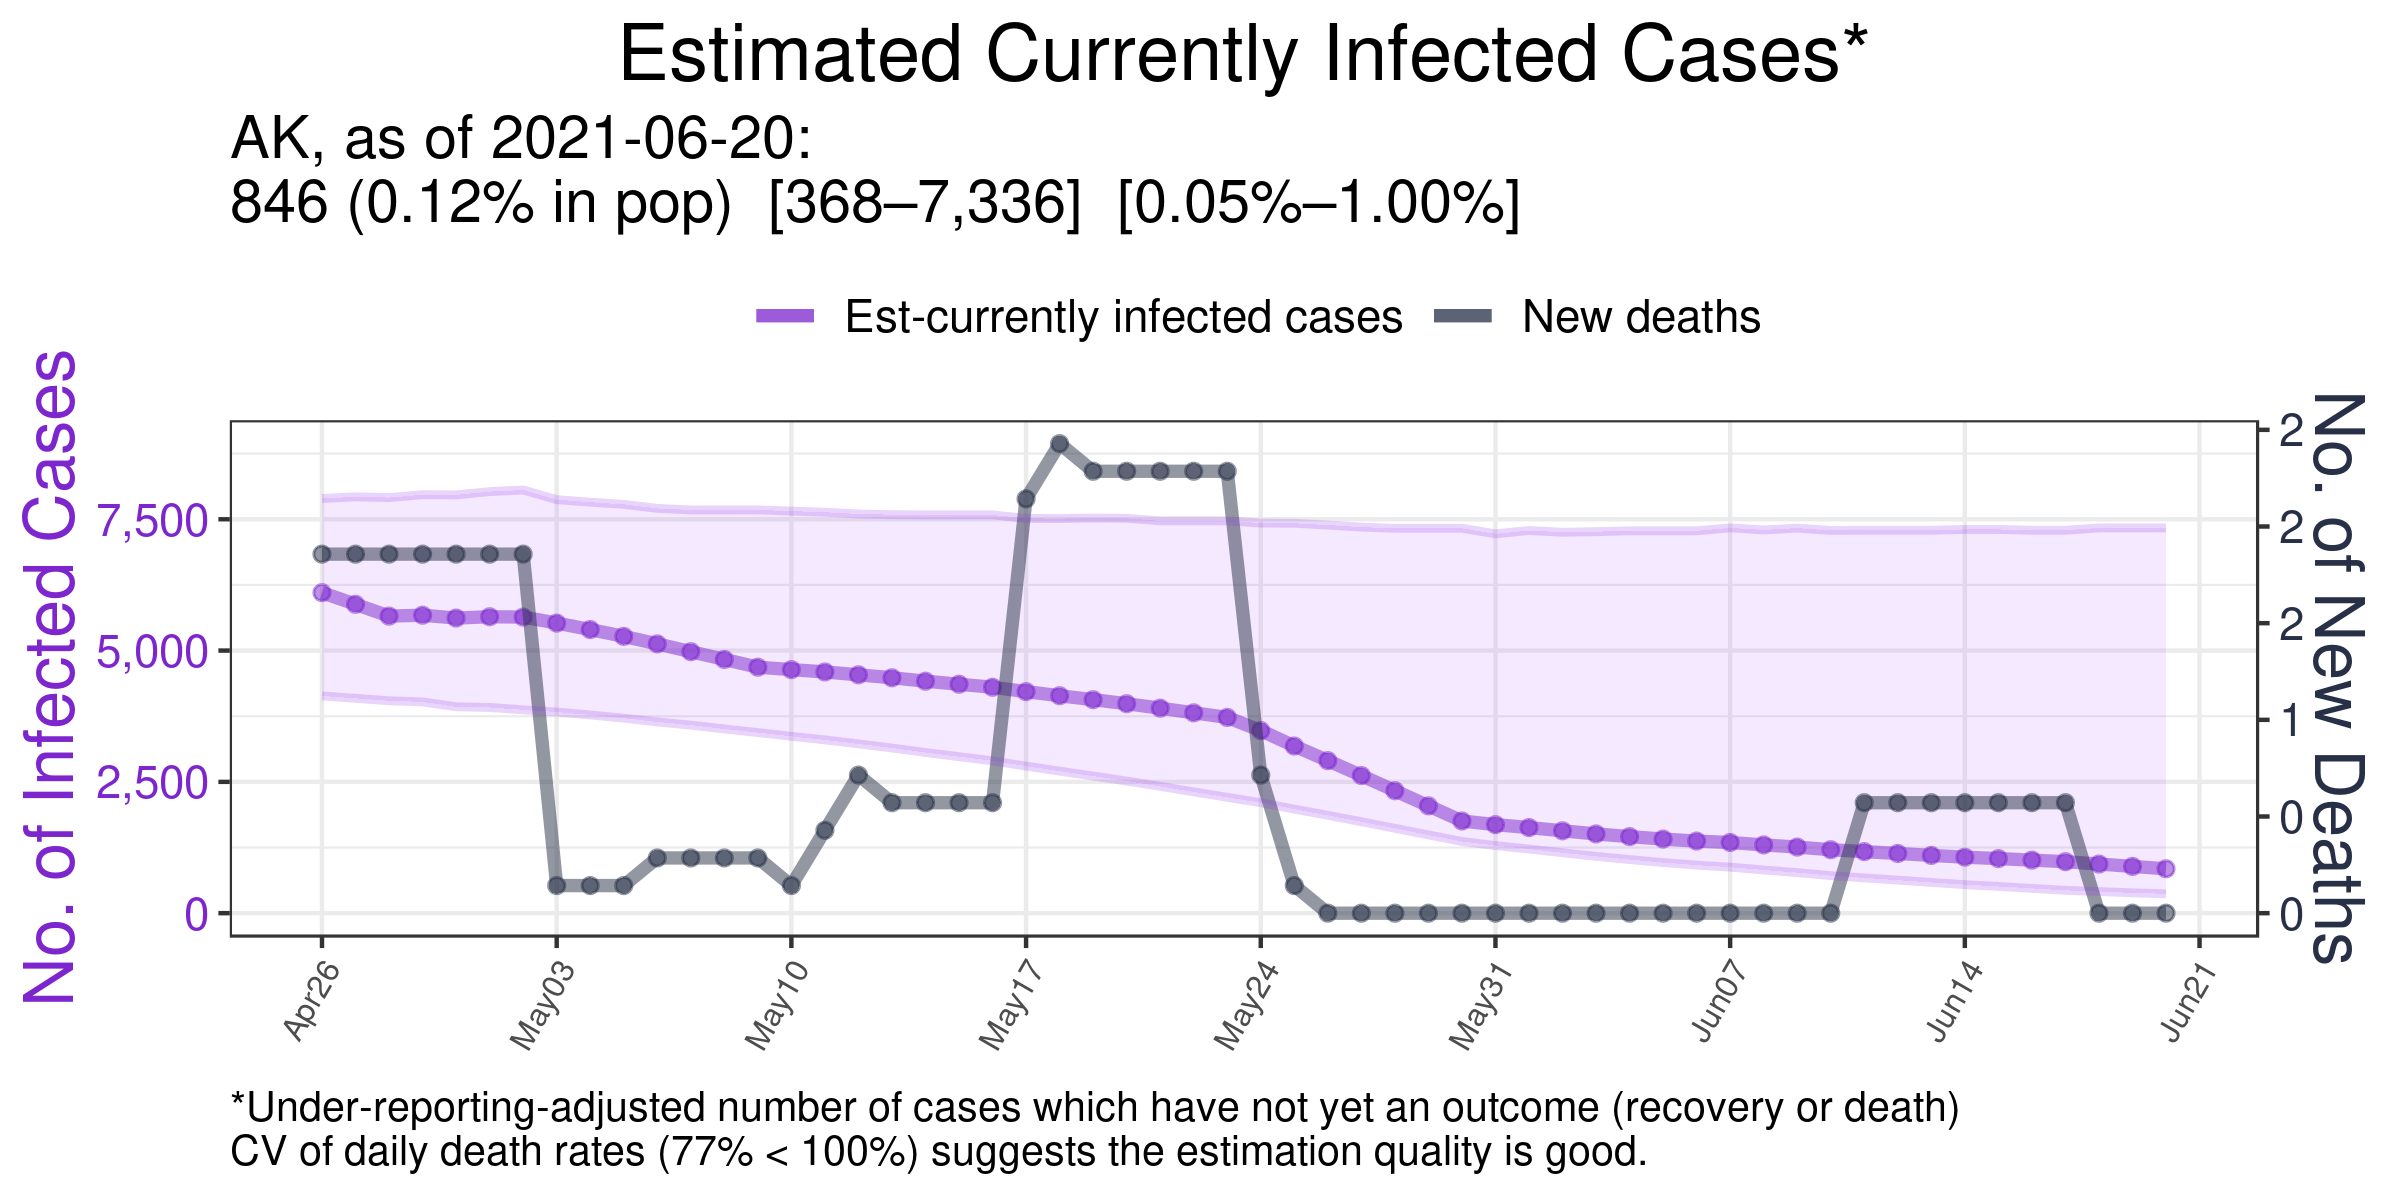 Estimated Currently Infected Cases*
AK, as of 2021-06-20:
846 (0.12% in pop)  [368–7,336]  [0.05%–1.00%]
Est-currently infected cases
New deaths
No. of Infected Cases
7,500
5,000
2,500
0
2
2
2
1
0
0
No. of New Deaths
Apr26
May03
May10
May17
May24
May31
Jun07
Jun14
Jun21
*Under-reporting-adjusted number of cases which have not yet an outcome (recovery or death)
CV of daily death rates (77% < 100%) suggests the estimation quality is good.